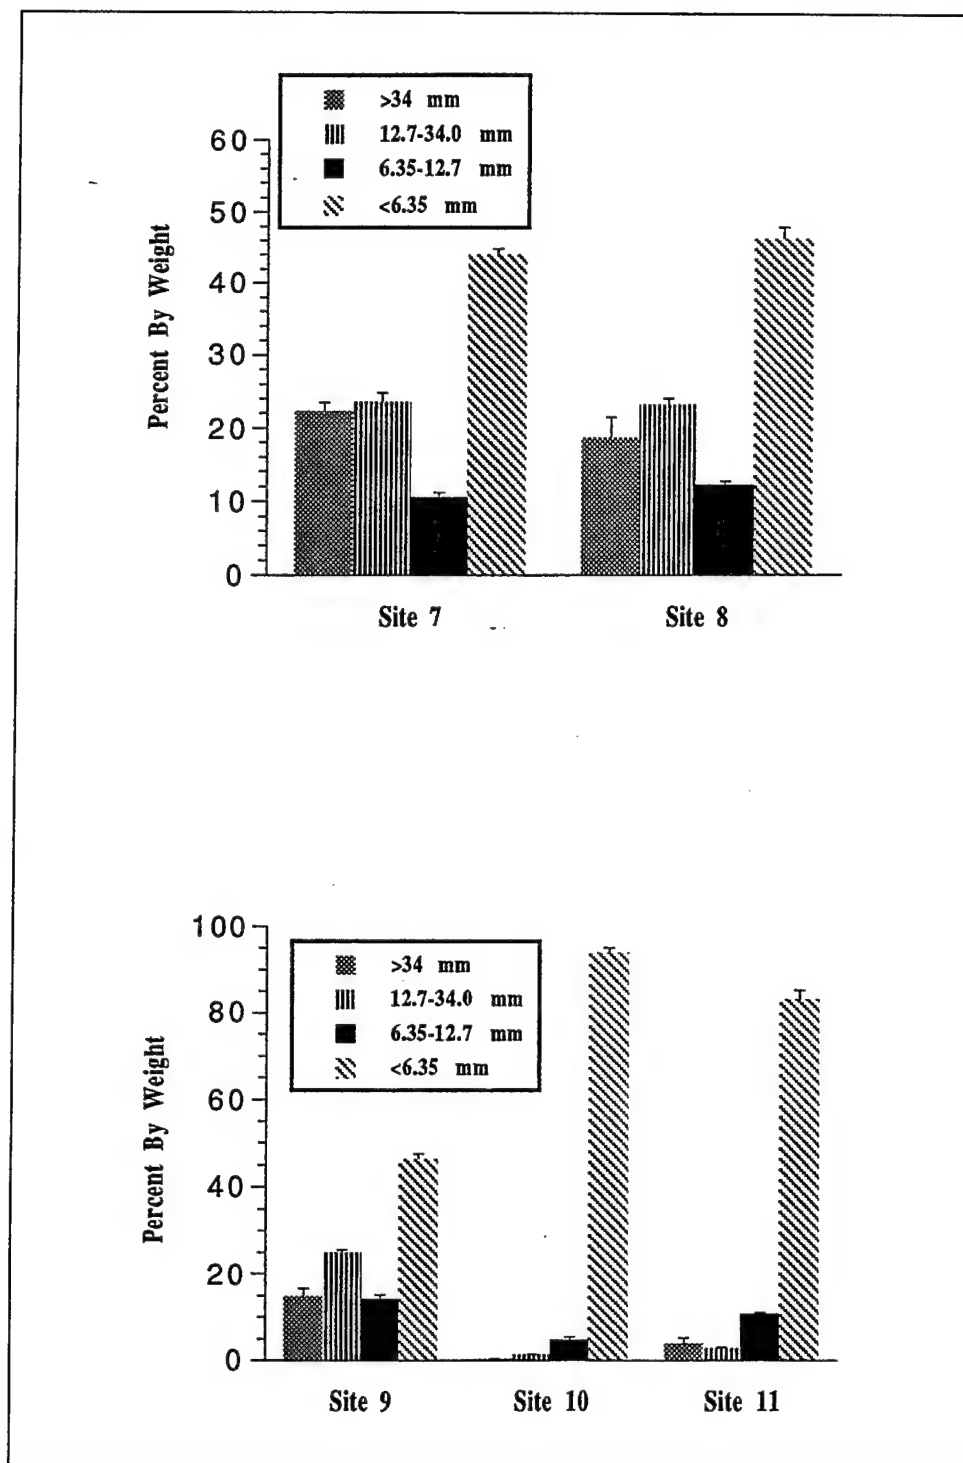 >34 mm
12.7-34.0 mm
6.35-12.7 mm
<6.35 mm
Percent By Weight
60
50
40
30
20
10
0
Site 7 Site 8
>34 mm
12.7-34.0 mm
6.35-12.7 mm
<6.35 mm
Percent By Weight
100
80
60
40
20
0
Site 9 Site 10 Site 11